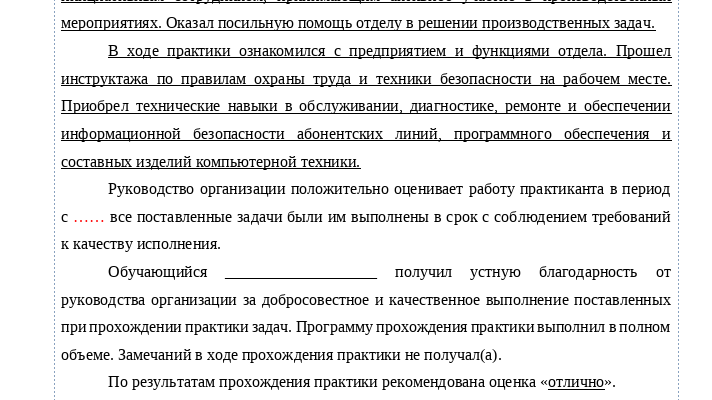 мероприятиях. Оказал посильную помощь отделу в решении производственных задач.
В ходе практики ознакомился с предприятием и функциями отдела. Прошел
инструктажа по правилам охраны труда и техники безопасности на рабочем месте.
Приобрел технические навыки в обслуживании, диагностике, ремонте и обеспечении
информационной безопасности абонентских линий, программного обеспечения и
составных изделий компьютерной техники.
Руководство организации положительно оценивает работу практиканта в период
с …… все поставленные задачи были им выполнены в срок с соблюдением требований
к качеству исполнения.
Обучающийся ___________________ получил устную благодарность от
руководства организации за добросовестное и качественное выполнение поставленных
при прохождении практики задач. Программу прохождения практики выполнил в полном
объеме. Замечаний в ходе прохождения практики не получал(а).
По результатам прохождения практики рекомендована оценка «отлично».